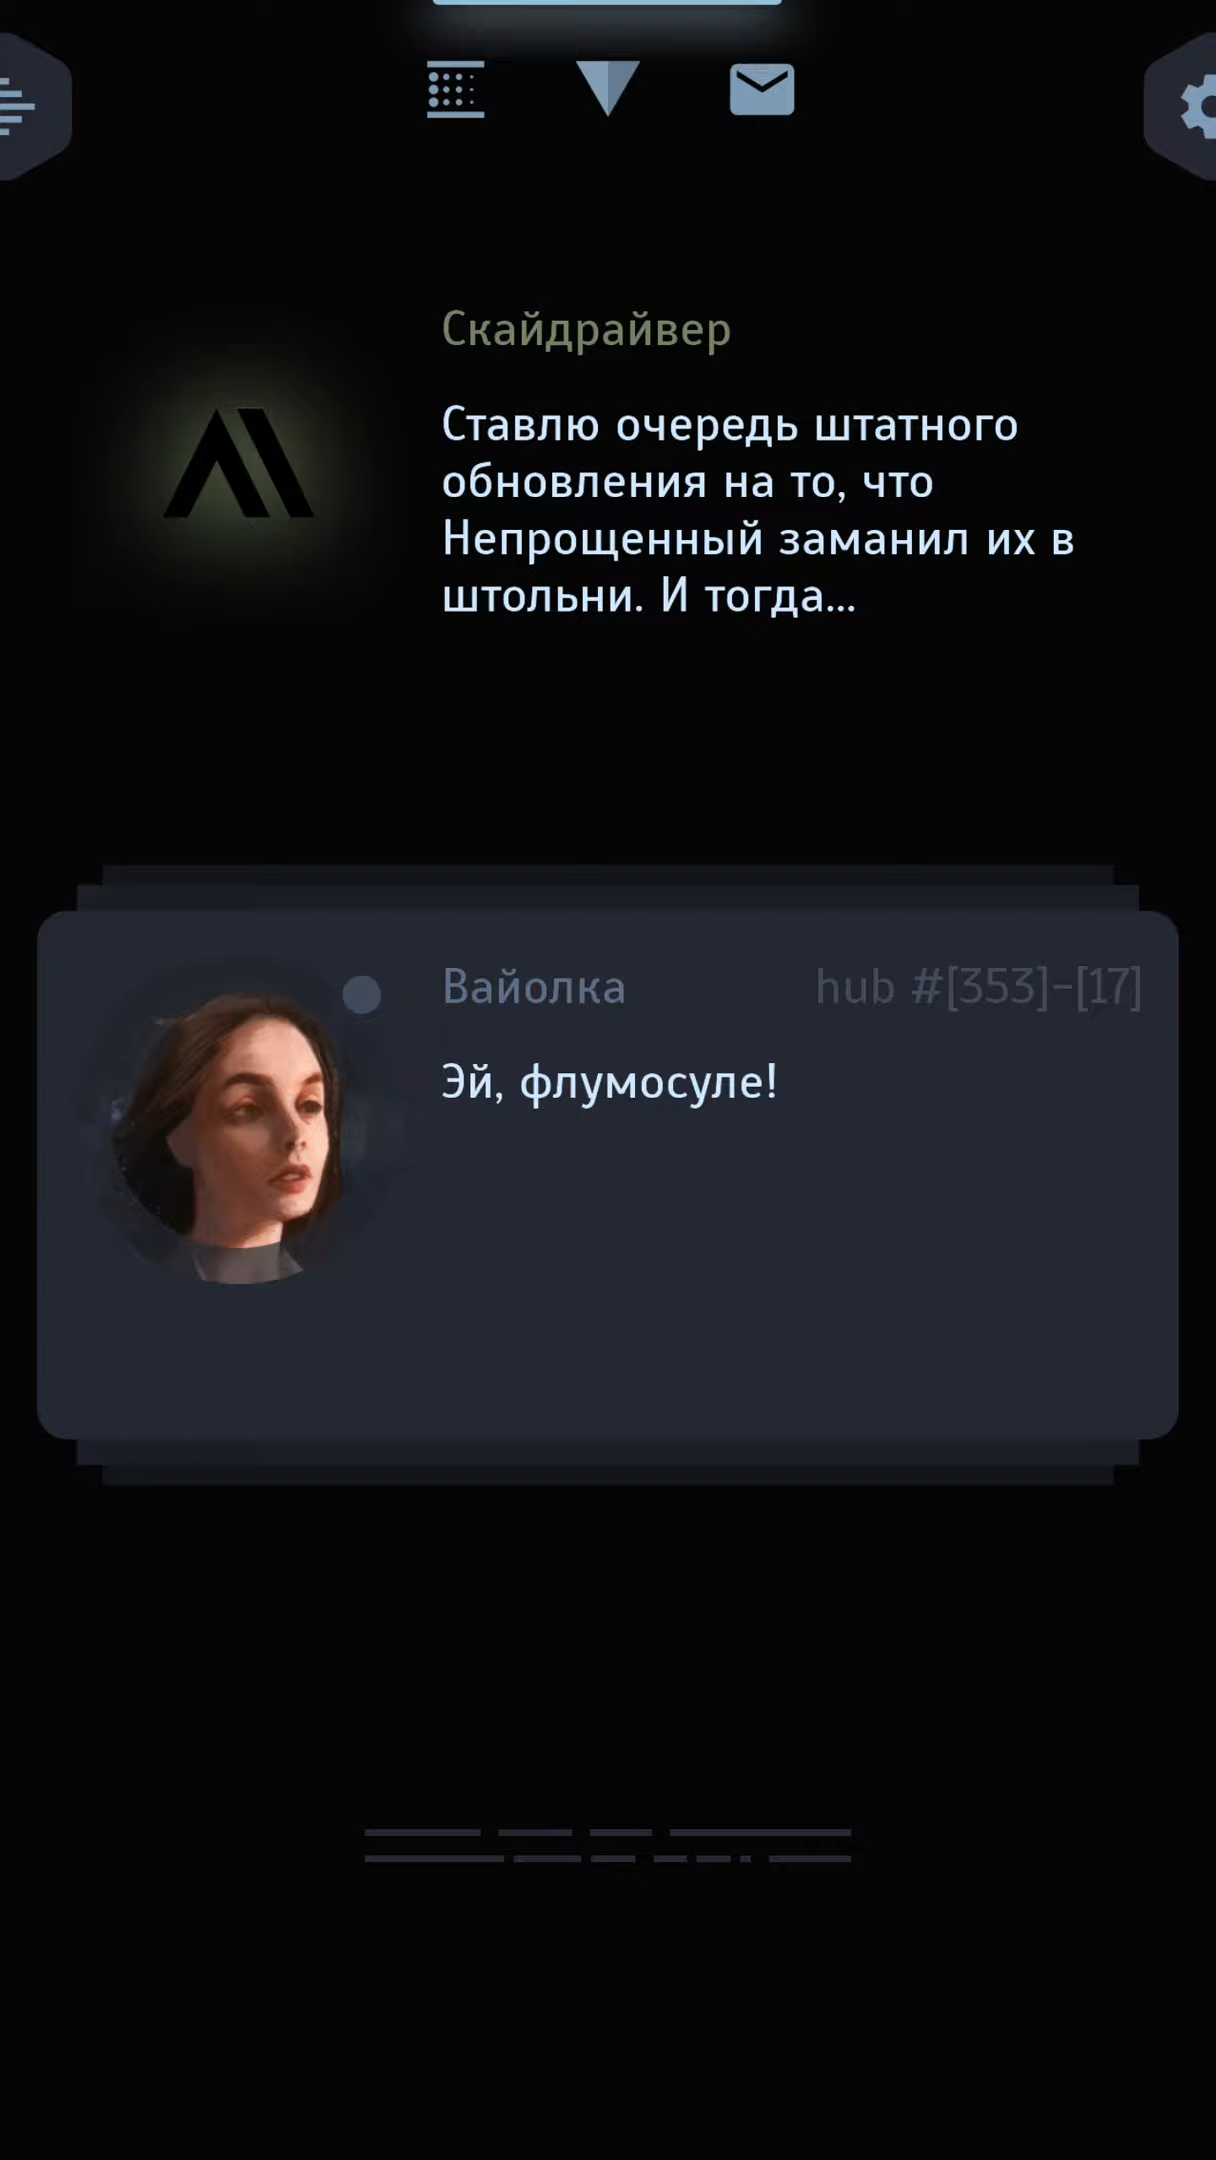 Скайдрайвер
Ставлю очередь штатного
обновления на то, что
Непрощенный заманил их в
штольни. И тогда...
Вайолка
hub #[353]-[17]
Эй, флумосуле!